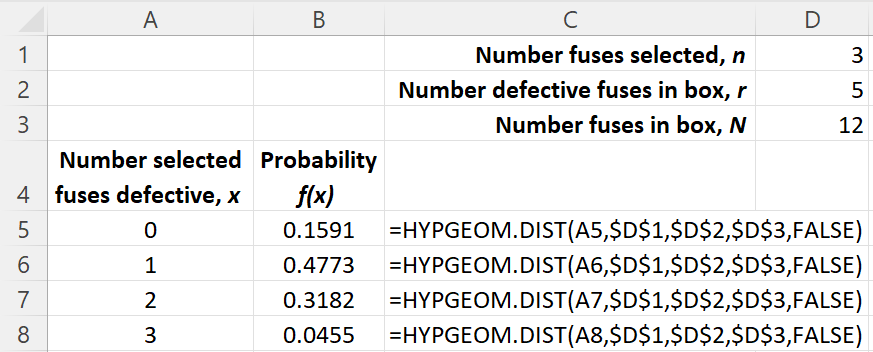 A B C D
1 Number fuses selected, n 3
2 Number defective fuses in box, r 5
3 Number fuses in box, N 12
Number selected Probability
4 fuses defective, x f(x)
5 0 0.1591 =HYPGEOM.DIST(A5,$D$1,$D$2,$D$3,FALSE)
6 1 0.4773 =HYPGEOM.DIST(A6,$D$1,$D$2,$D$3,FALSE)
7 2 0.3182 =HYPGEOM.DIST(A7,$D$1,$D$2,$D$3,FALSE)
8 3 0.0455 =HYPGEOM.DIST(A8,$D$1,$D$2,$D$3,FALSE)